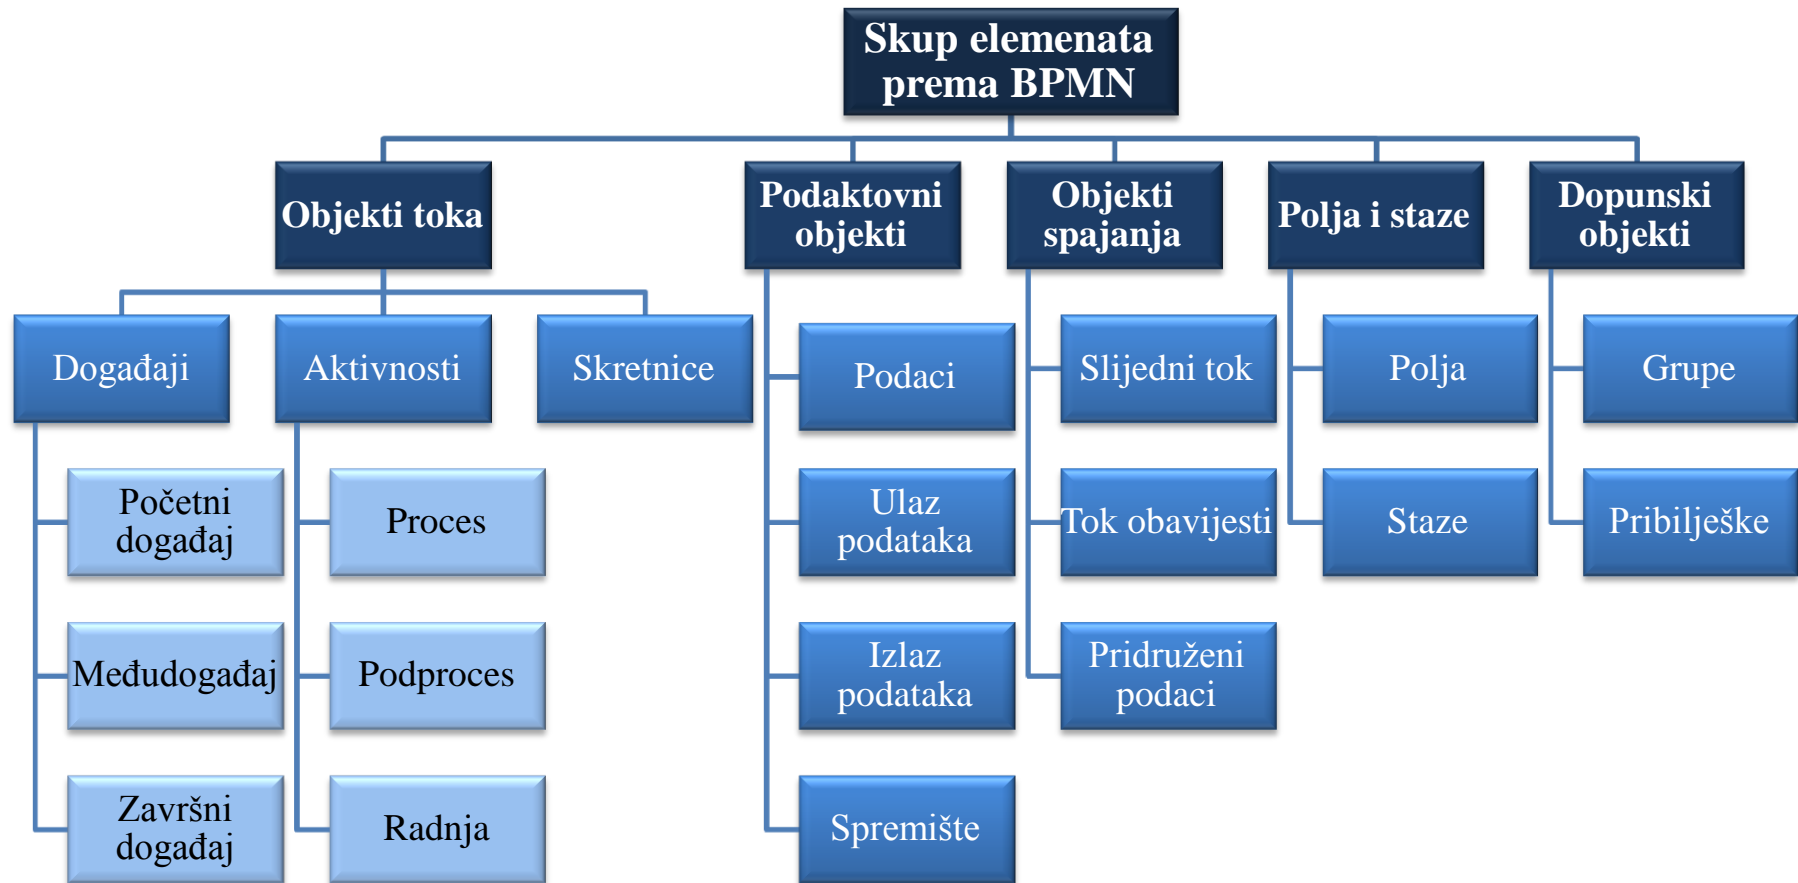 Skup elemenata
prema BPMN
Objekti toka
Podaktovni
objekti
Objekti
spajanja
Polja i staze
Dopunski
objekti
Događaji
Aktivnosti
Skretnice
Podaci
Slijedni tok
Polja
Grupe
Početni
događaj
Proces
Ulaz
podataka
Tok obavijesti
Staze
Pribilješke
Međudogađaj
Podproces
Izlaz
podataka
Pridruženi
podaci
Završni
događaj
Radnja
Spremište